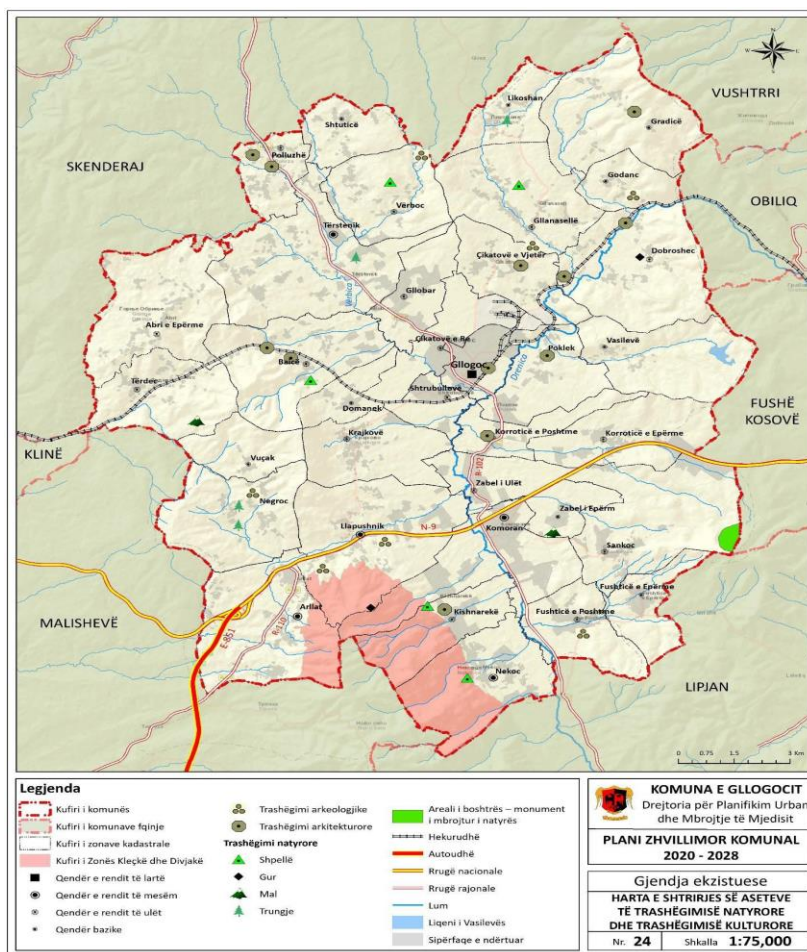 VUSHTRRI
SKENDERAJ
OBILIQ
FUSHË
KOSOVË
KLINË
MALISHEVË
LIPJAN
Likoshan
Gradicë
Shtuticë
Polluzhë
Godanc
Vërboc
Gllanasellë
Tërstenik
Çikatovë e Vjetër
Dobroshec
Gllobar
Vërbica
Abri e Epërme
Çikatovë e Re
Drenica
Poklek
Vasilevë
Baicë
Gllogoc
Tërdec
Shtrubullovë
Domanek
Krajkovë
Korroticë e Poshtme
Korroticë e Epërme
Vuçak
R-102
Negroc
Zabel i Ulët
Zabel i Epërm
Llapushnik
N-9
Komoran
Sankoc
Fushticë e Epërme
Arllat
Kishnarekë
Fushticë e Poshtme
E-851
R-110
Nekoc
0 0.75 1.5 3 Km
Legjenda
Kufiri i komunës
Kufiri i komunave fqinje
Kufiri i zonave kadastrale
Kufiri i Zonës Kleçkë dhe Divjakë
Qendër e rendit të lartë
Qendër e rendit të mesëm
Qendër e rendit të ulët
Qendër bazike
Trashëgimi arkeologjike
Trashëgimi arkitekturore
Trashëgimi natyrore
Shpellë
Gur
Mal
Trungje
Areali i boshtrës – monument
i mbrojtur i natyrës
Hekurudhë
Autoudhë
Rrugë nacionale
Rrugë rajonale
Lum
Liqeni i Vasilevës
Sipërfaqe e ndërtuar
KOMUNA E GLLOGOCIT
Drejtoria për Planifikim Urban
dhe Mbrojtje të Mjedisit
PLANI ZHVILLIMOR KOMUNAL
2020 - 2028
Gjendja ekzistuese
HARTA E SHTRIRJES SË ASETEVE
TË TRASHËGIMISË NATYRORE
DHE TRASHËGIMISË KULTURORE
Nr. 24 Shkalla 1:75,000